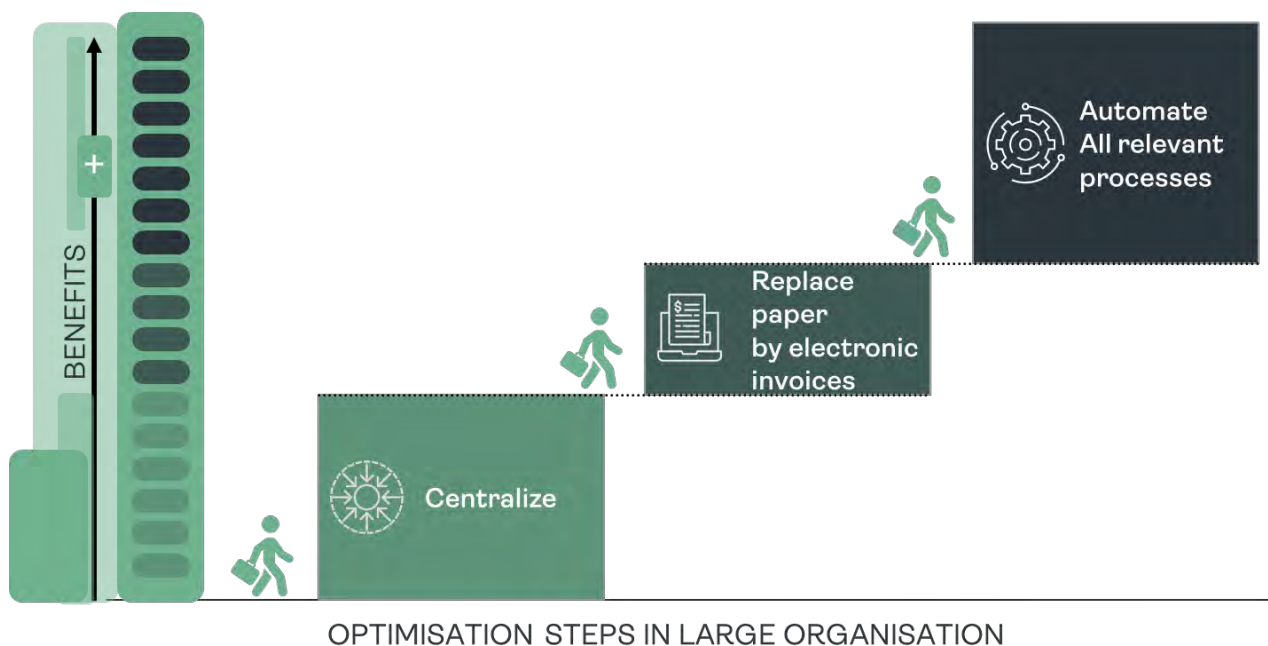 BENEFITS
+
Automate
All relevant
processes
Replace
paper
by electronic
invoices
$
Centralize
OPTIMISATION STEPS IN LARGE ORGANISATION